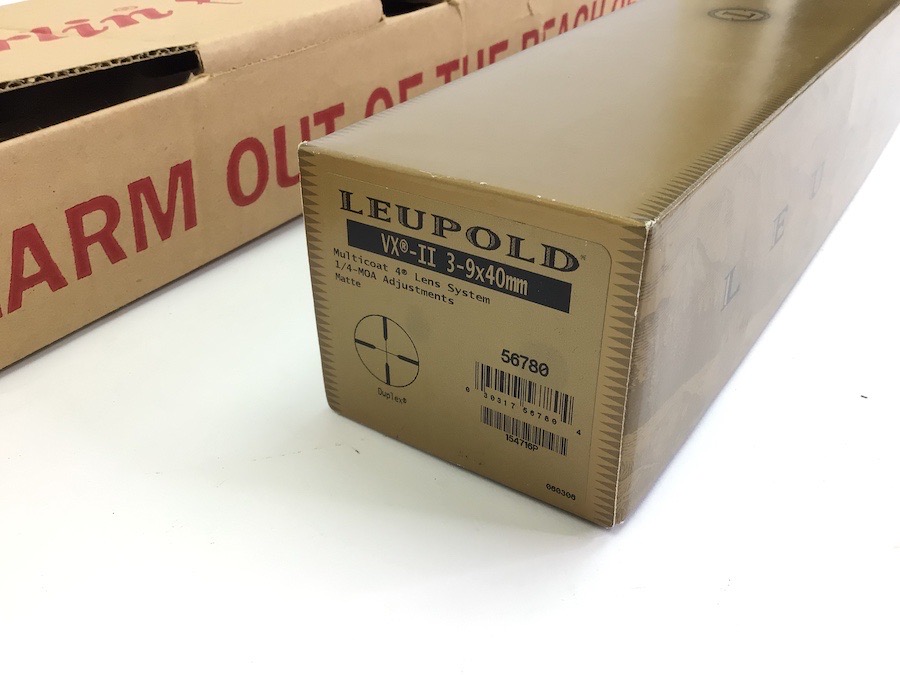 ARM OUT OF THE REACH OF
LEUPOLD
VX®-II 3-9x40mm
Multicoat 4® Lens System
1/4-MOA Adjustments
Matte
Duplex®
56780
0 30317 56780 4
154716P
L E U